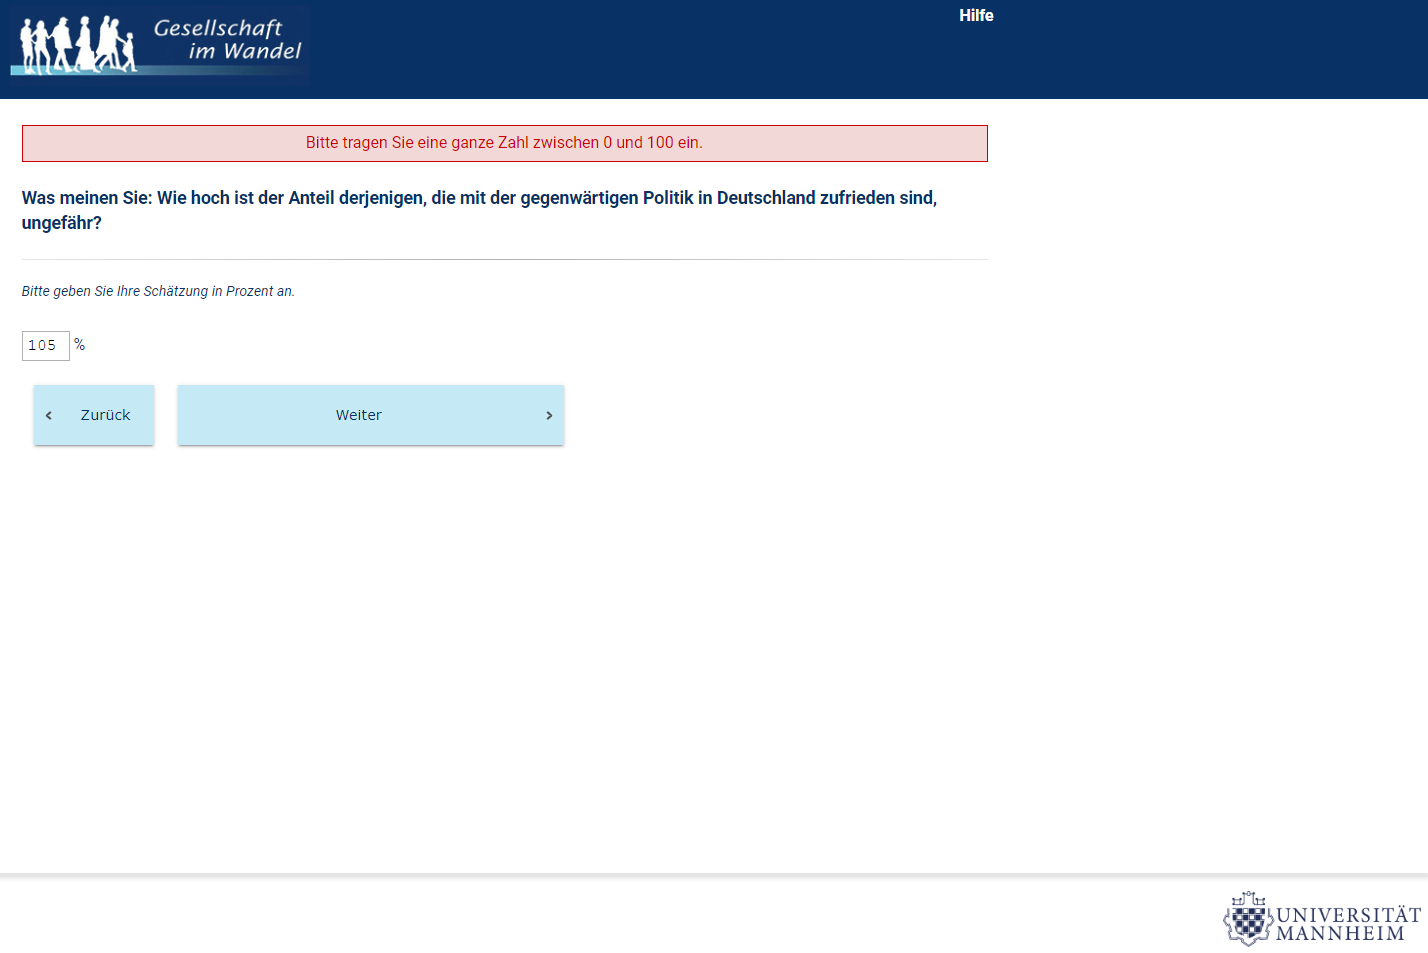 Gesellschaft
im Wandel
Hilfe
Bitte tragen Sie eine ganze Zahl zwischen 0 und 100 ein.
Was meinen Sie: Wie hoch ist der Anteil derjenigen, die mit der gegenwärtigen Politik in Deutschland zufrieden sind,
ungefähr?
Bitte geben Sie Ihre Schätzung in Prozent an.
105 %
Zurück
Weiter
UNIVERSITÄT
MANNHEIM